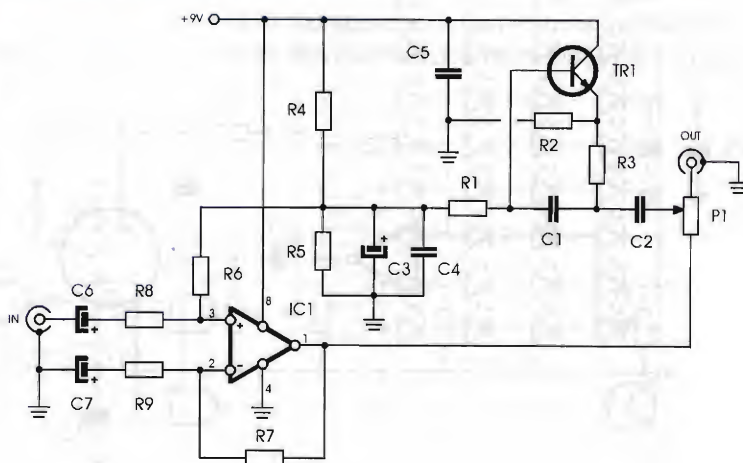 +9V
C5
TR1
R4
R2
OUT
R3
R1
P1
R5
C3
+
C4
C1
C2
R6
C6
R8
IC1
8
IN
+
3
+
1
2
-
4
C7
+
R9
R7